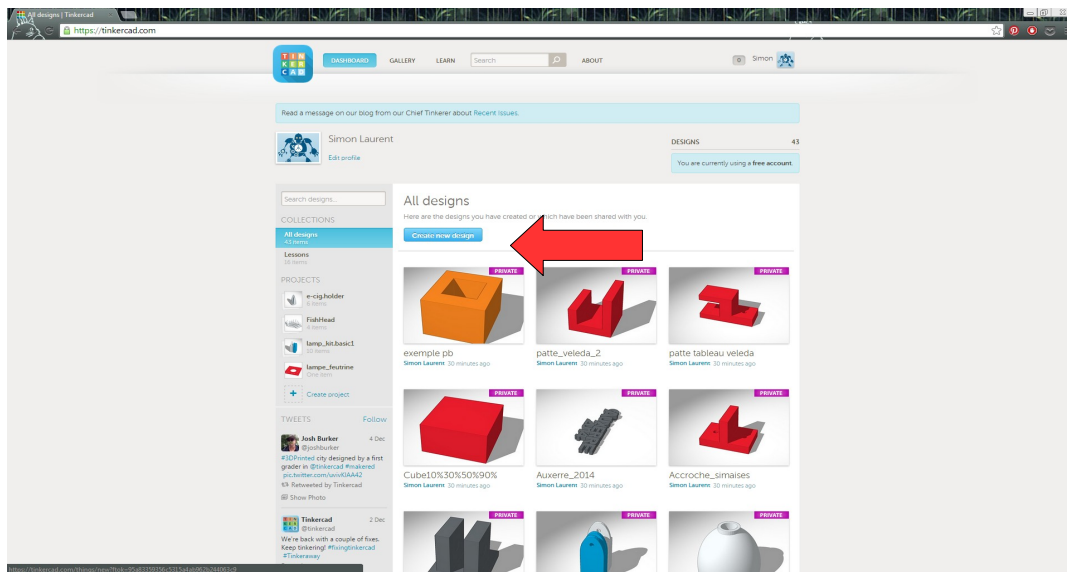 All designs | Tinkercad
https://tinkercad.com
TIN
KER
CAD
DASHBOARD GALLERY LEARN Search ABOUT 0 Simon
Read a message on our blog from our Chief Tinkerer about Recent Issues.
Simon Laurent
Edit profile
DESIGNS 43
You are currently using a free account.
Search designs...
COLLECTIONS
All designs
43 items
Lessons
16 items
PROJECTS
e-cig.holder
6 items
FishHead
4 items
lamp_kit.basic1
10 items
lampe_feutrine
One item
Create project
TWEETS Follow
Josh Burker 4 Dec
@joshburker
#3DPrinted city designed by a first
grader in @tinkercad #makered
Retweeted by Tinkercad
Show Photo
Tinkercad 2 Dec
@tinkercad
We're back with a couple of fixes.
Keep tinkering! #fixingtinkercad
#Tinkeraway
All designs
Here are the designs you have created or which have been shared with you.
Create new design
PRIVATE PRIVATE PRIVATE
exemple pb patte_veleda_2 patte tableau veleda
Simon Laurent 30 minutes ago Simon Laurent 30 minutes ago Simon Laurent 30 minutes ago
PRIVATE PRIVATE PRIVATE
Cube10%30%50%90% Auxerre_2014 Accroche_simaises
Simon Laurent 30 minutes ago Simon Laurent 30 minutes ago Simon Laurent 30 minutes ago
PRIVATE PRIVATE PRIVATE